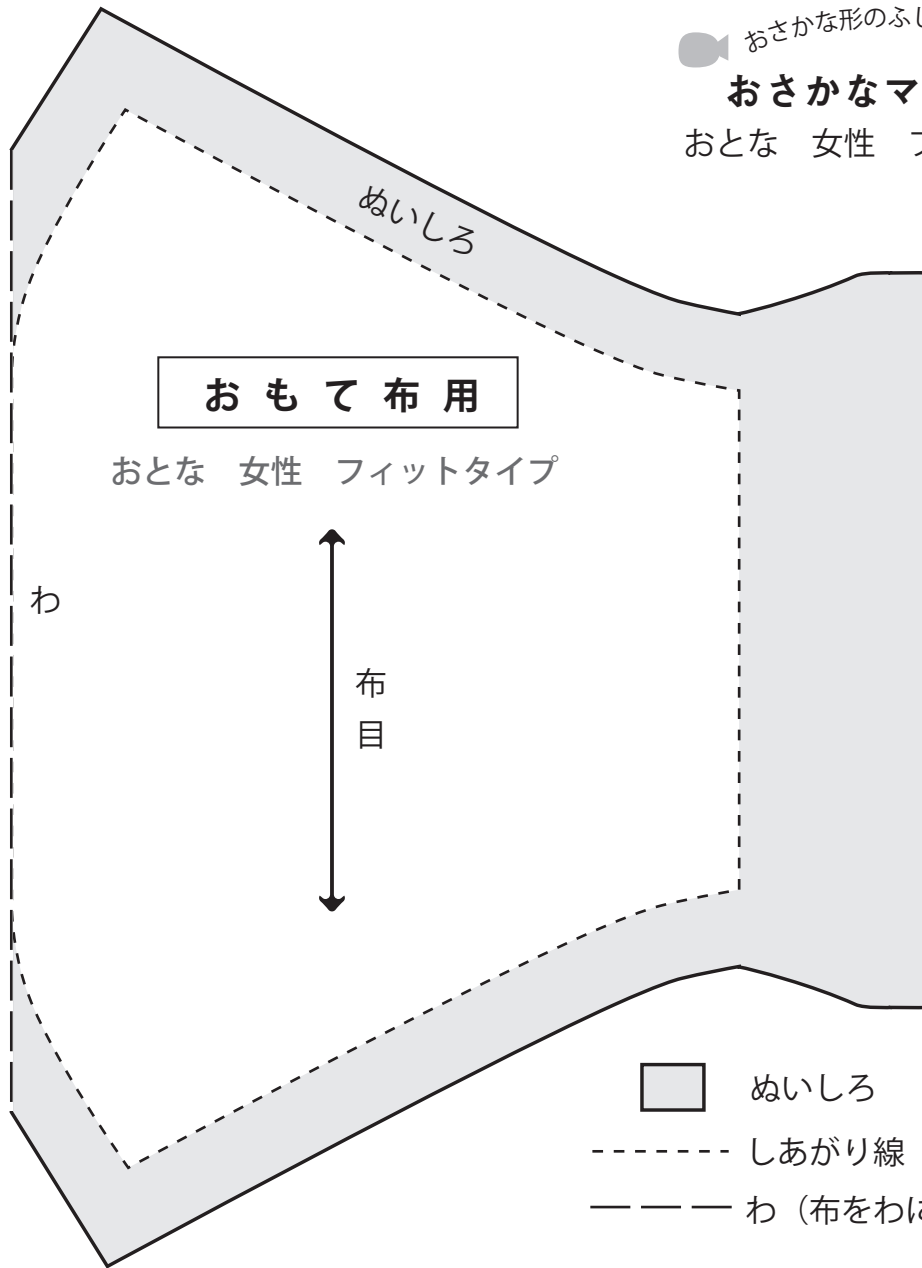 おさかな形のふし
おさかなマ
おとな　女性　フ
ぬいしろ
おもて布用
おとな　女性　フィットタイプ
わ
布目
ぬいしろ
しあがり線
わ（布をわに